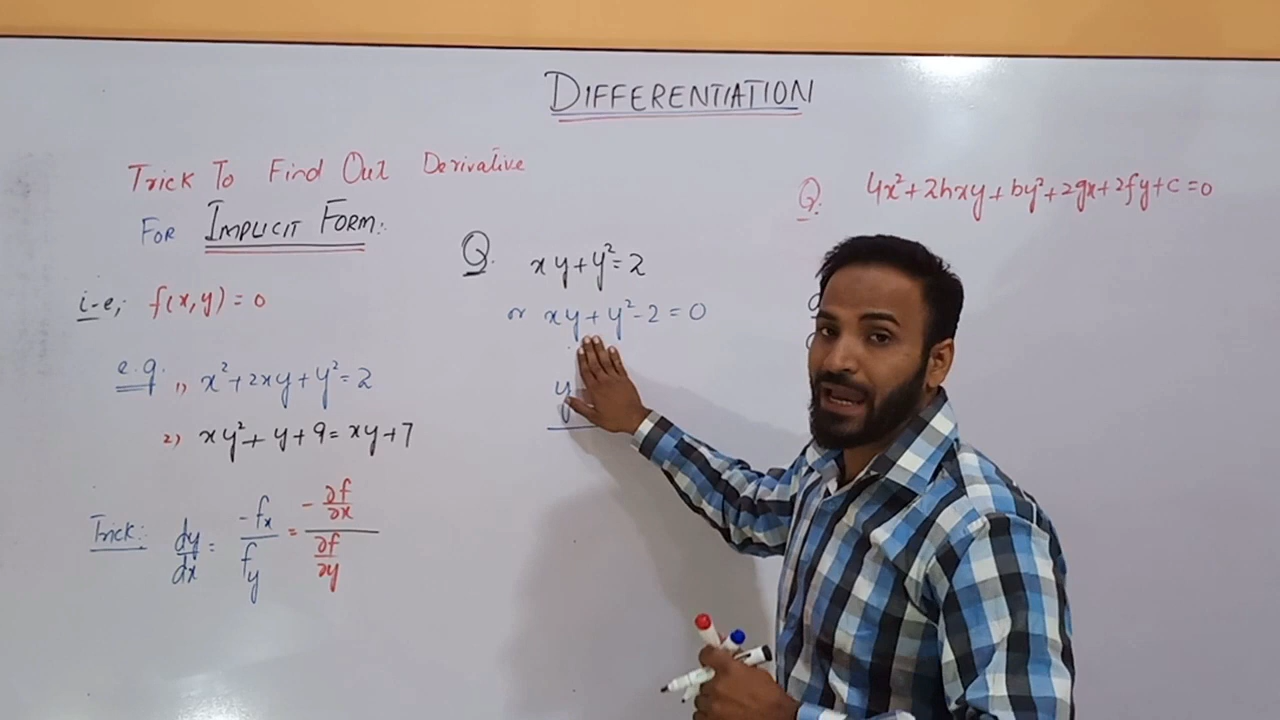 DIFFERENTIATION
Trick To Find Out Derivative
FOR IMPLICIT FORM:.
i-e; f(x,y) = 0
e.g. 1) x²+2xy+y²=2
2) xy²+y+9=xy+7
Trick:. dy/dx = -fx/fy = -∂f/∂x / ∂f/∂y
Q. xy+y²=2
or xy+y²-2=0
y
Q. 4x²+2hxy+by²+2gx+2fy+c=0